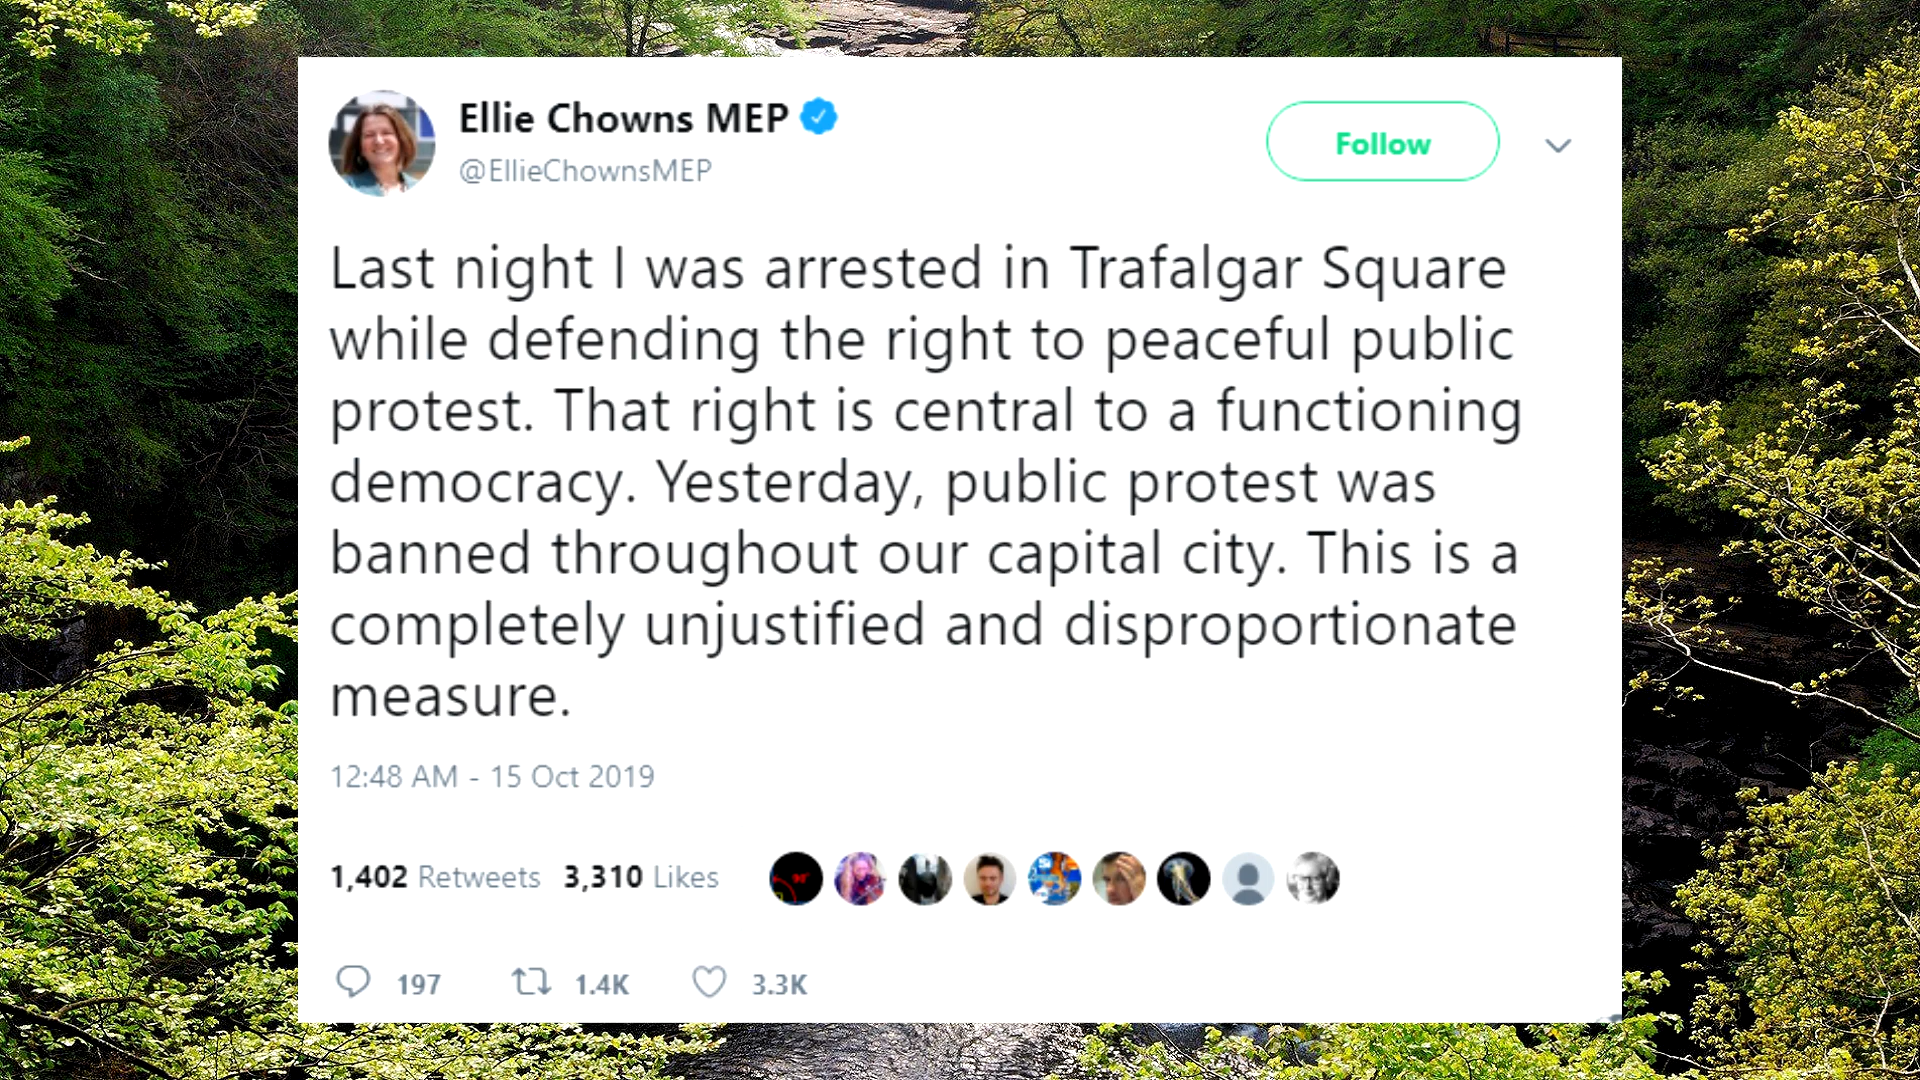 Ellie Chowns MEP
@EllieChownsMEP
Follow
Last night I was arrested in Trafalgar Square
while defending the right to peaceful public
protest. That right is central to a functioning
democracy. Yesterday, public protest was
banned throughout our capital city. This is a
completely unjustified and disproportionate
measure.
12:48 AM - 15 Oct 2019
1,402 Retweets 3,310 Likes
197 1.4K 3.3K